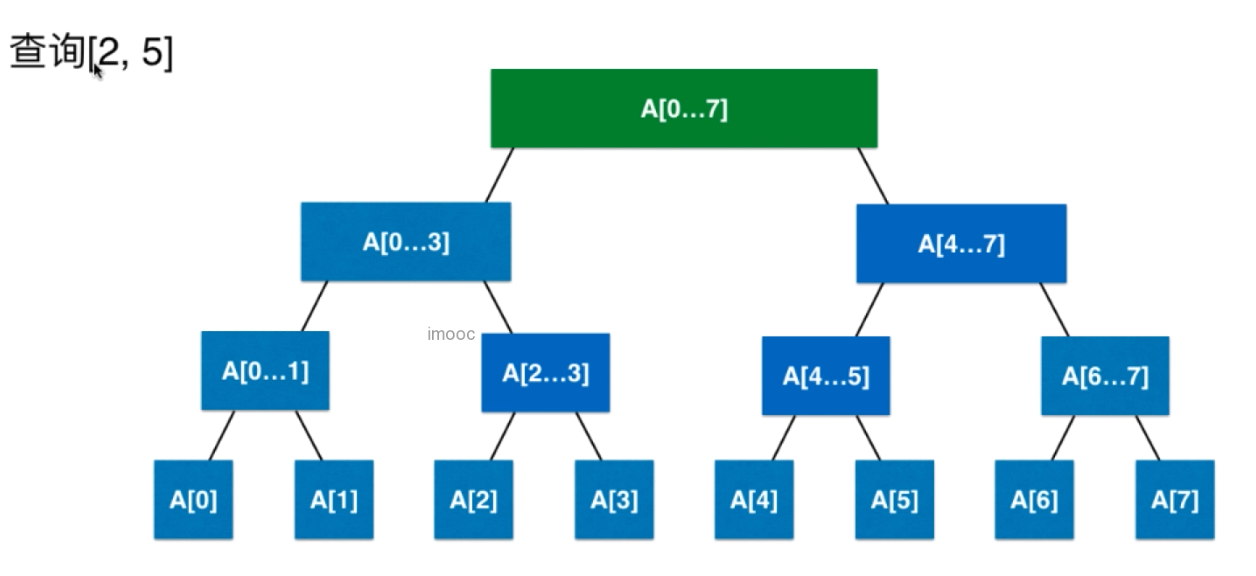 查询[2, 5]
A[0...7]
A[0...3]
A[4...7]
imooc
A[0...1]
A[2...3]
A[4...5]
A[6...7]
A[0]
A[1]
A[2]
A[3]
A[4]
A[5]
A[6]
A[7]